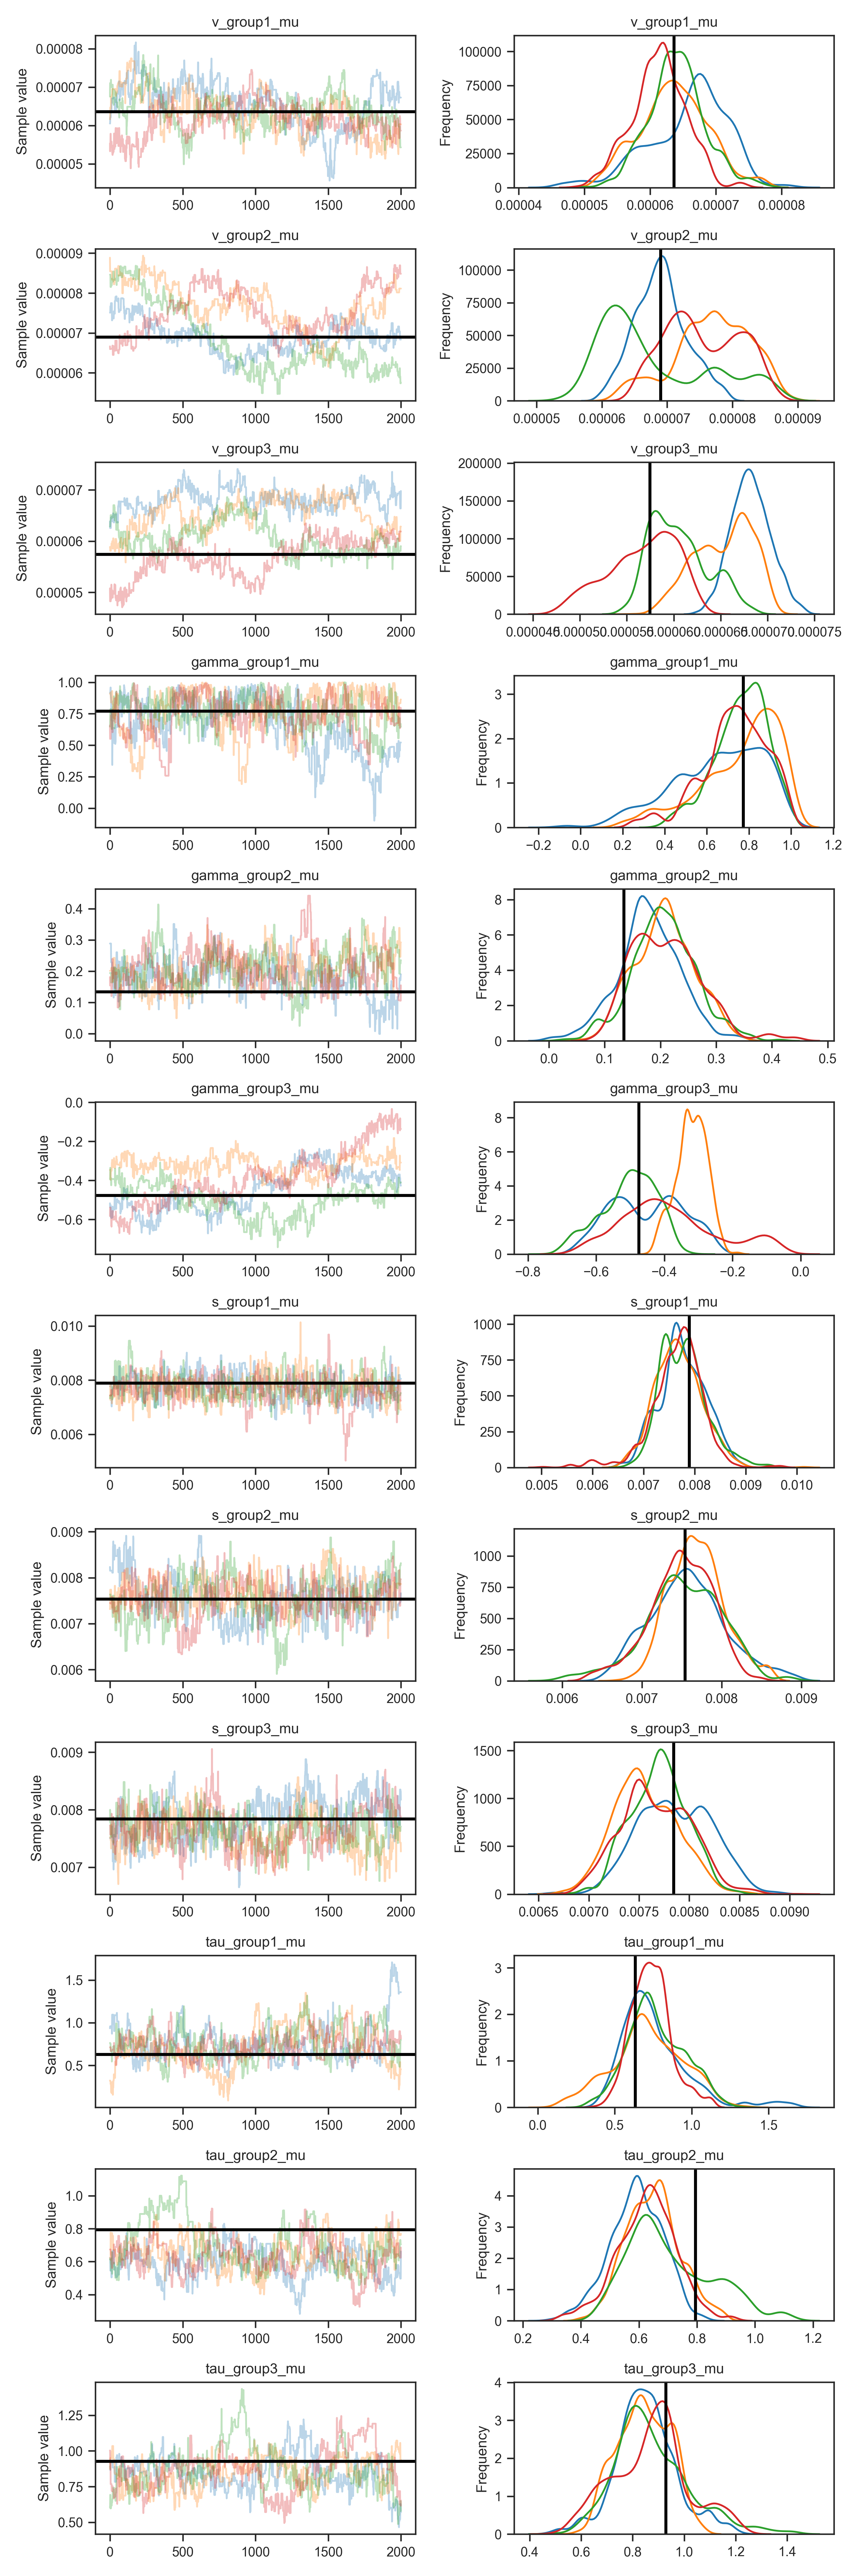 v_group1_mu
v_group1_mu
Sample value
0.00008
0.00007
0.00006
0.00005
0 500 1000 1500 2000
Frequency
100000
75000
50000
25000
0
0.00004 0.00005 0.00006 0.00007 0.00008
v_group2_mu
v_group2_mu
Sample value
0.00009
0.00008
0.00007
0.00006
0 500 1000 1500 2000
Frequency
100000
75000
50000
25000
0
0.00005 0.00006 0.00007 0.00008 0.00009
v_group3_mu
v_group3_mu
Sample value
0.00007
0.00006
0.00005
0 500 1000 1500 2000
Frequency
200000
150000
100000
50000
0
0.000045 0.000050 0.000055 0.000060 0.000065 0.000070 0.000075
gamma_group1_mu
gamma_group1_mu
Sample value
1.00
0.75
0.50
0.25
0.00
0 500 1000 1500 2000
Frequency
3
2
1
0
−0.2 0.0 0.2 0.4 0.6 0.8 1.0 1.2
gamma_group2_mu
gamma_group2_mu
Sample value
0.4
0.3
0.2
0.1
0.0
0 500 1000 1500 2000
Frequency
8
6
4
2
0
0.0 0.1 0.2 0.3 0.4 0.5
gamma_group3_mu
gamma_group3_mu
Sample value
0.0
−0.2
−0.4
−0.6
0 500 1000 1500 2000
Frequency
8
6
4
2
0
−0.8 −0.6 −0.4 −0.2 0.0
s_group1_mu
s_group1_mu
Sample value
0.010
0.008
0.006
0 500 1000 1500 2000
Frequency
1000
750
500
250
0
0.005 0.006 0.007 0.008 0.009 0.010
s_group2_mu
s_group2_mu
Sample value
0.009
0.008
0.007
0.006
0 500 1000 1500 2000
Frequency
1000
750
500
250
0
0.006 0.007 0.008 0.009
s_group3_mu
s_group3_mu
Sample value
0.009
0.008
0.007
0 500 1000 1500 2000
Frequency
1500
1000
500
0
0.0065 0.0070 0.0075 0.0080 0.0085 0.0090
tau_group1_mu
tau_group1_mu
Sample value
1.5
1.0
0.5
0 500 1000 1500 2000
Frequency
3
2
1
0
0.0 0.5 1.0 1.5
tau_group2_mu
tau_group2_mu
Sample value
1.0
0.8
0.6
0.4
0 500 1000 1500 2000
Frequency
4
3
2
1
0
0.2 0.4 0.6 0.8 1.0 1.2
tau_group3_mu
tau_group3_mu
Sample value
1.25
1.00
0.75
0.50
0 500 1000 1500 2000
Frequency
4
3
2
1
0
0.4 0.6 0.8 1.0 1.2 1.4